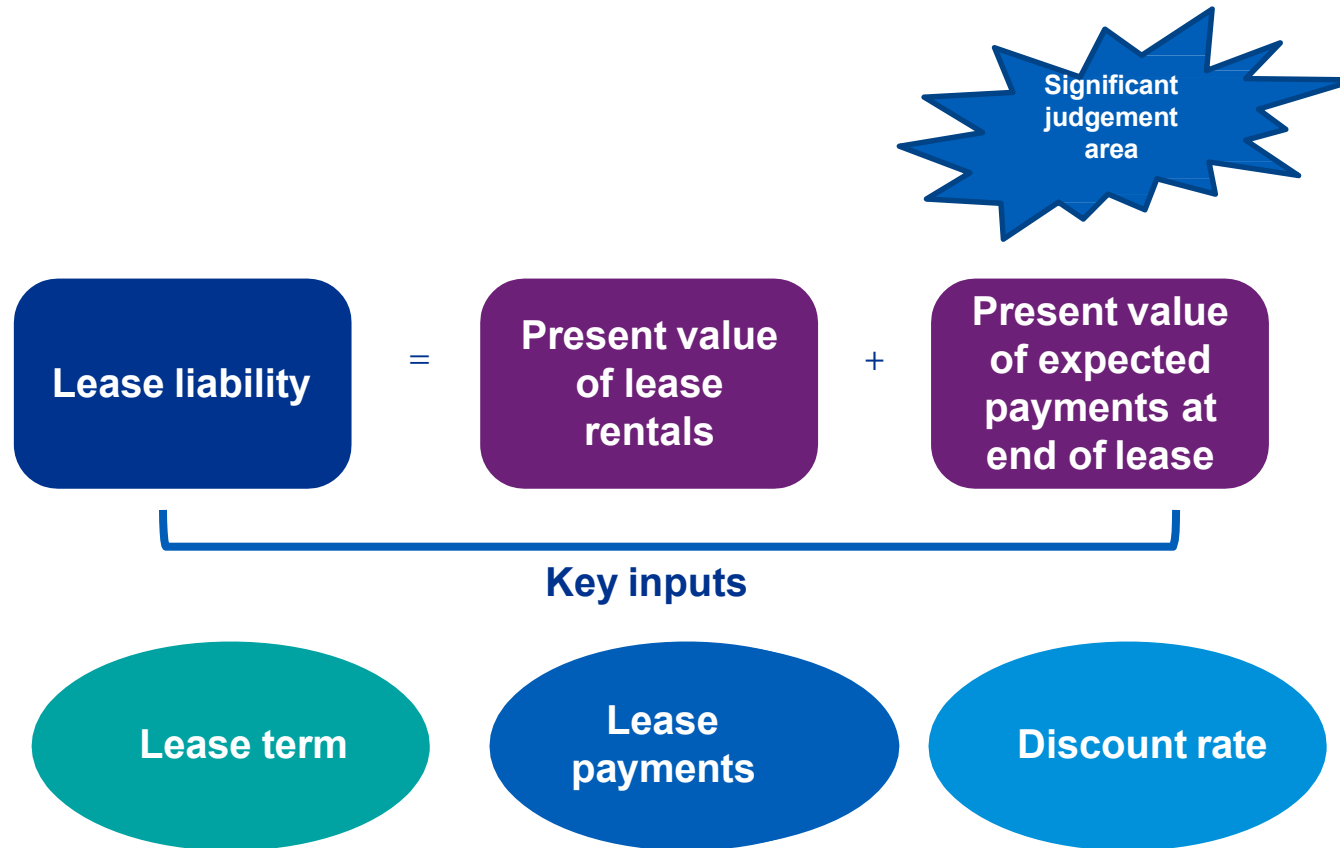 Significant
judgement
area
Lease liability
=
Present value
of lease
rentals
+
Present value
of expected
payments at
end of lease
Key inputs
Lease term
Lease
payments
Discount rate